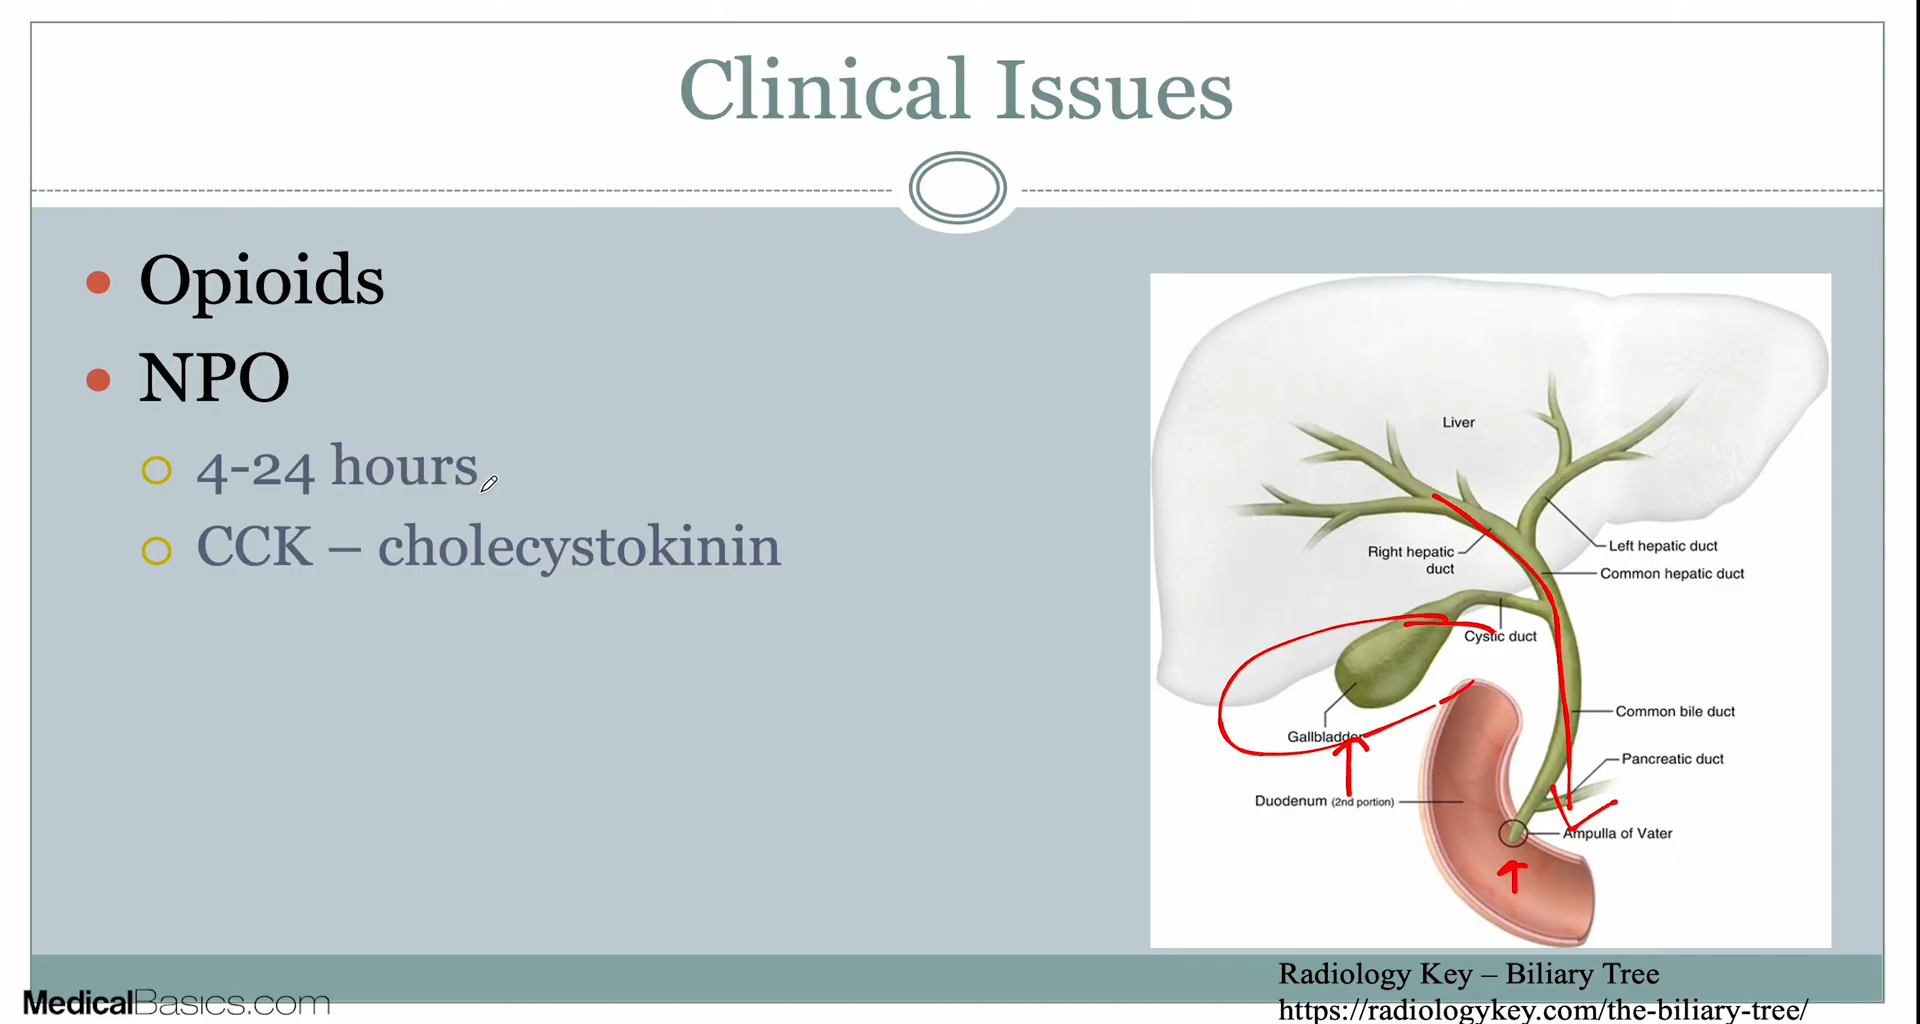 Clinical Issues
Opioids
NPO
4-24 hours
CCK – cholecystokinin
Liver
Right hepatic
duct
Left hepatic duct
Common hepatic duct
Cystic duct
Gallbladder
Common bile duct
Pancreatic duct
Duodenum (2nd portion)
Ampulla of Vater
Radiology Key – Biliary Tree
https://radiologykey.com/the-biliary-tree/
MedicalBasics.com